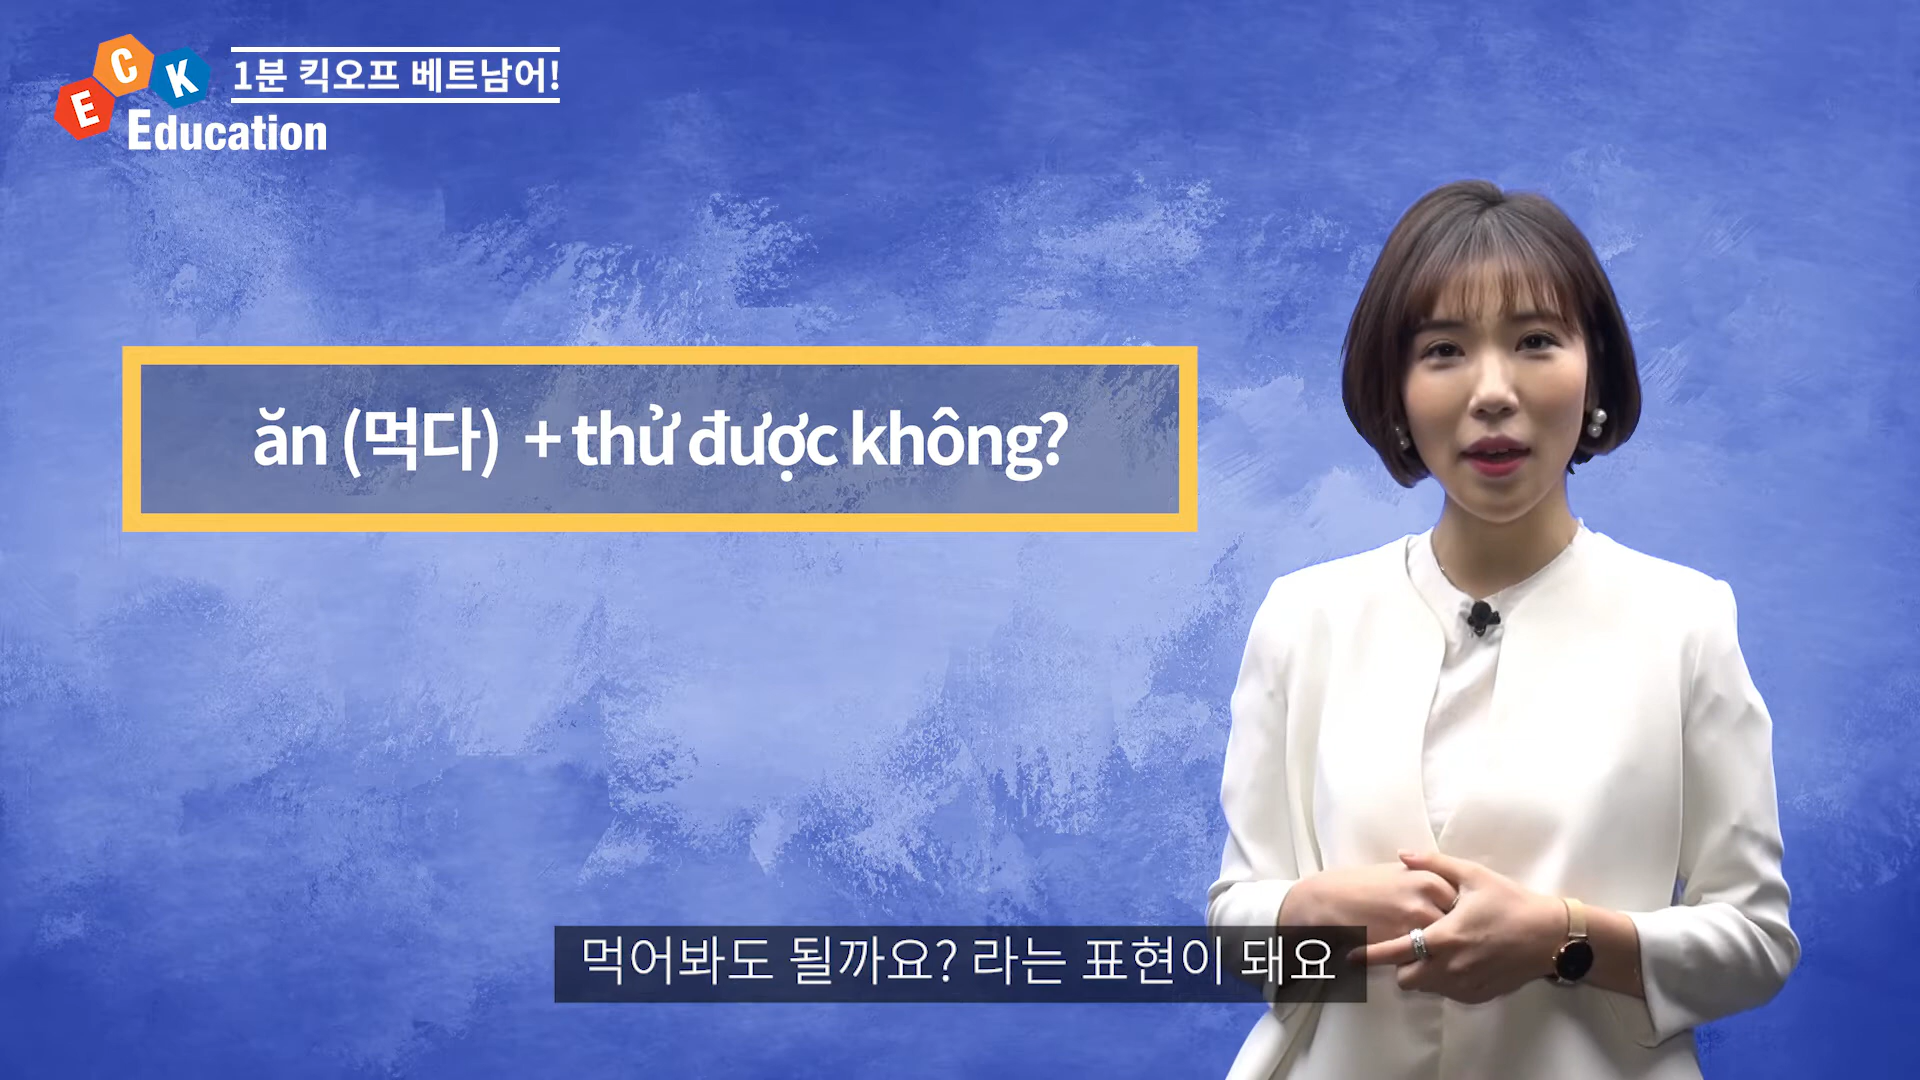 ECK
1분 킥오프 베트남어!
Education
ăn (먹다) + thử được không?
먹어봐도 될까요? 라는 표현이 돼요